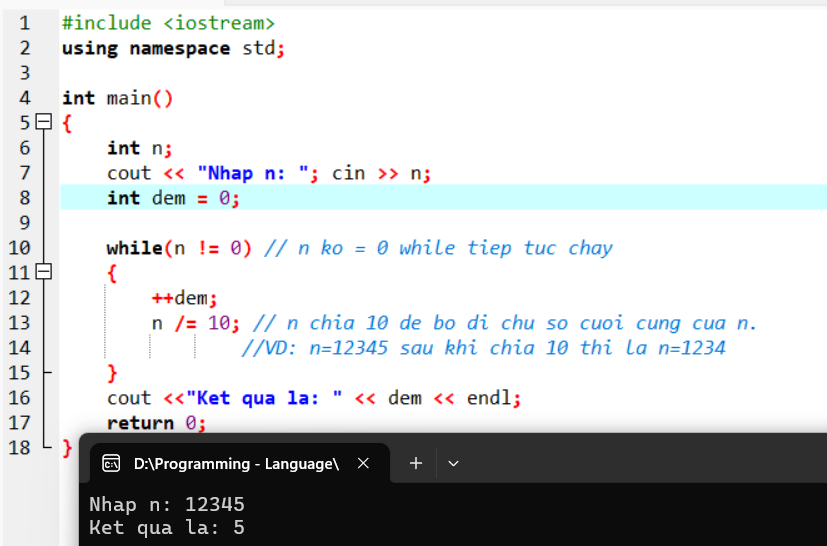 1 #include <iostream>
2 using namespace std;
3
4 int main()
5 {
6 int n;
7 cout << "Nhap n: "; cin >> n;
8 int dem = 0;
9
10 while(n != 0) // n ko = 0 while tiep tuc chay
11 {
12 ++dem;
13 n /= 10; // n chia 10 de bo di chu so cuoi cung cua n.
14 //VD: n=12345 sau khi chia 10 thi la n=1234
15 }
16 cout <<"Ket qua la: " << dem << endl;
17 return 0;
18 }
D:\Programming - Language\
Nhap n: 12345
Ket qua la: 5